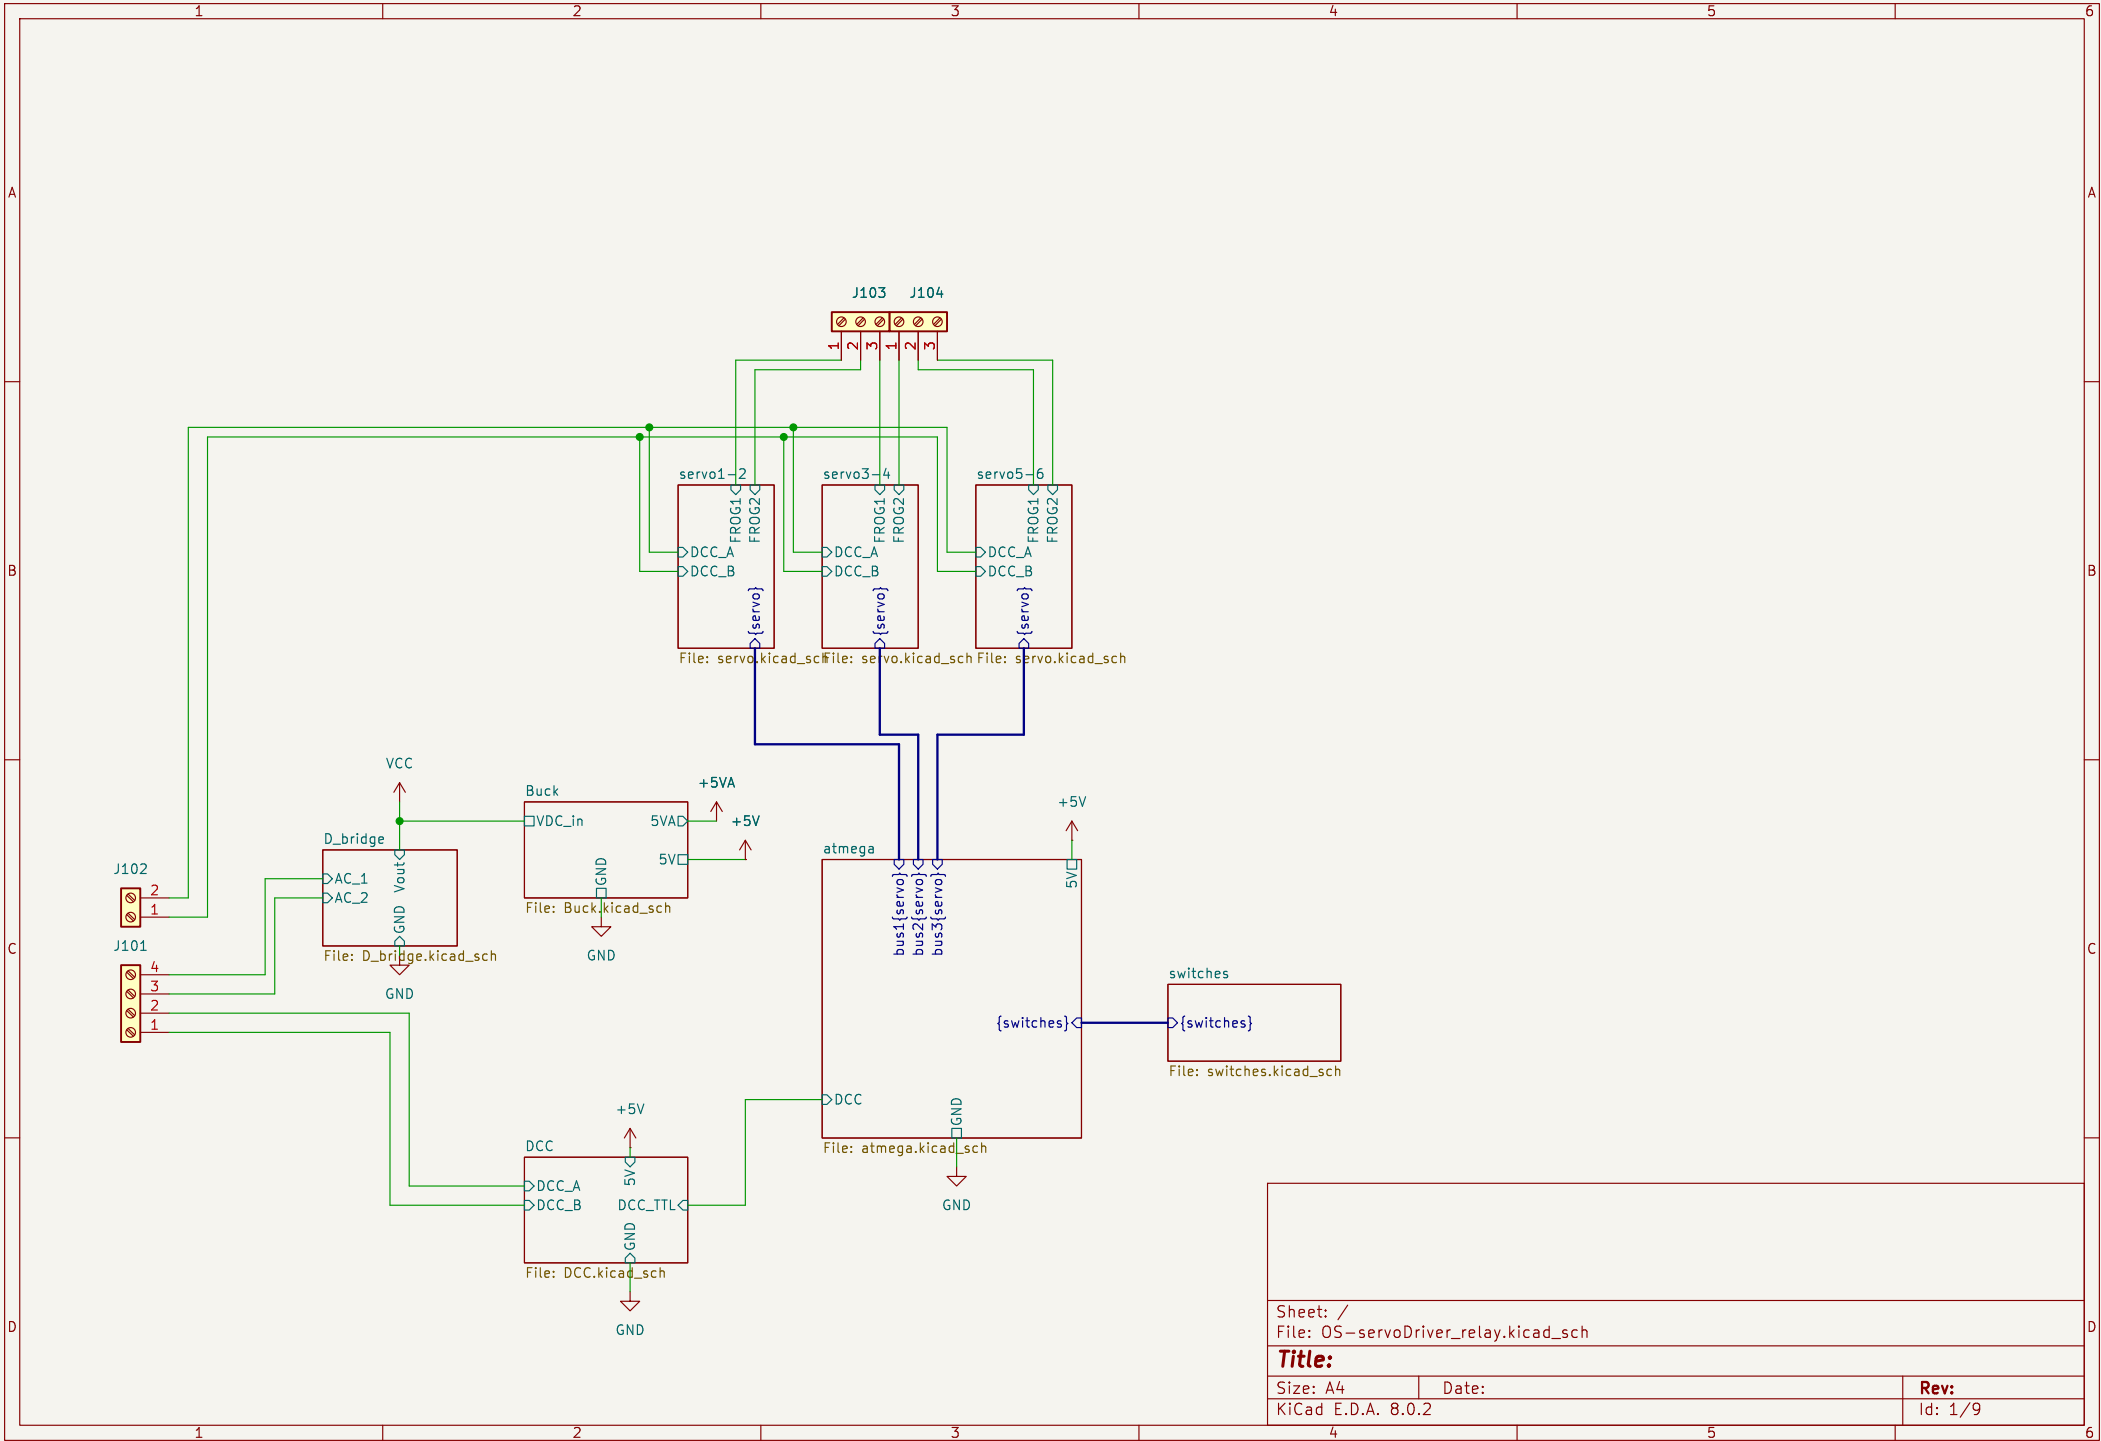 1 2 3 4 5 6
A A
J103 J104
1 2 3 1 2 3
servo1-2 servo3-4 servo5-6
FROG1 FROG2 FROG1 FROG2 FROG1 FROG2
DCC_A DCC_A DCC_A
DCC_B DCC_B DCC_B
B B
{servo} {servo} {servo}
File: servo.kicad_sch File: servo.kicad_sch File: servo.kicad_sch
VCC
+5VA
Buck
+5V
+5V
VDC_in 5VA
D_bridge
atmega
5V
GND
5V
J102
AC_1
Vout
2
AC_2
1
GND
File: Buck.kicad_sch
bus1{servo} bus2{servo} bus3{servo}
J101
C C
File: D_bridge.kicad_sch
GND
4
3
GND
2
1
switches
{switches} {switches}
File: switches.kicad_sch
DCC
GND
+5V
DCC
File: atmega.kicad_sch
5V
DCC_A
DCC_B DCC_TTL
GND
GND
File: DCC.kicad_sch
GND
D D
Sheet: /
File: OS-servoDriver_relay.kicad_sch
Title:
Size: A4 Date: Rev:
KiCad E.D.A. 8.0.2 Id: 1/9
1 2 3 4 5 6